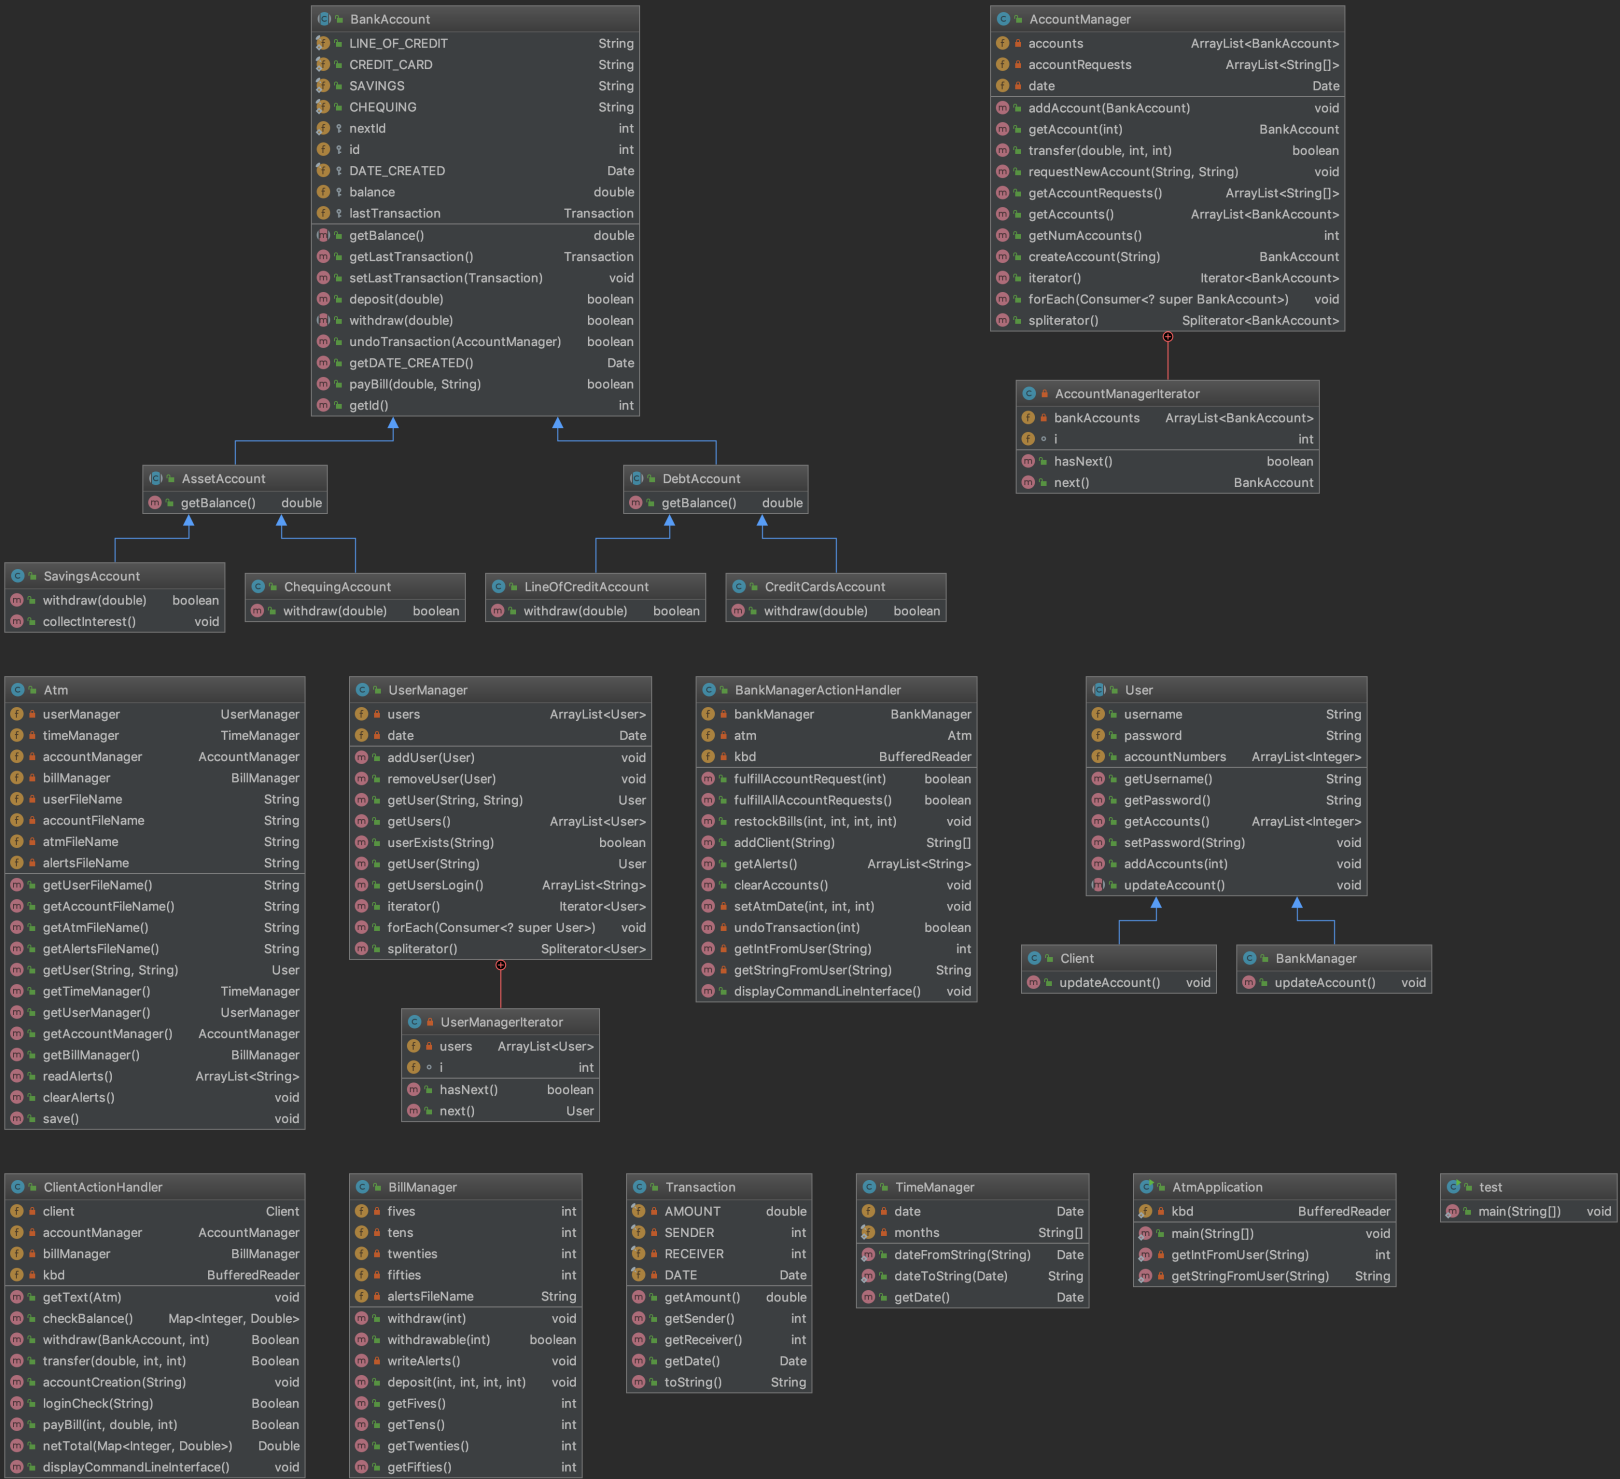 BankAccount
LINE_OF_CREDIT String
CREDIT_CARD String
SAVINGS String
CHEQUING String
nextId int
id int
DATE_CREATED Date
balance double
lastTransaction Transaction
getBalance() double
getLastTransaction() Transaction
setLastTransaction(Transaction) void
deposit(double) boolean
withdraw(double) boolean
undoTransaction(AccountManager) boolean
getDATE_CREATED() Date
payBill(double, String) boolean
getId() int
AccountManager
accounts ArrayList<BankAccount>
accountRequests ArrayList<String[]>
date Date
addAccount(BankAccount) void
getAccount(int) BankAccount
transfer(double, int, int) boolean
requestNewAccount(String, String) void
getAccountRequests() ArrayList<String[]>
getAccounts() ArrayList<BankAccount>
getNumAccounts() int
createAccount(String) BankAccount
iterator() Iterator<BankAccount>
forEach(Consumer<? super BankAccount>) void
spliterator() Spliterator<BankAccount>
AccountManagerIterator
bankAccounts ArrayList<BankAccount>
i int
hasNext() boolean
next() BankAccount
AssetAccount
getBalance() double
DebtAccount
getBalance() double
SavingsAccount
withdraw(double) boolean
collectInterest() void
ChequingAccount
withdraw(double) boolean
LineOfCreditAccount
withdraw(double) boolean
CreditCardsAccount
withdraw(double) boolean
Atm
userManager UserManager
timeManager TimeManager
accountManager AccountManager
billManager BillManager
userFileName String
accountFileName String
atmFileName String
alertsFileName String
getUserFileName() String
getAccountFileName() String
getAtmFileName() String
getAlertsFileName() String
getUser(String, String) User
getTimeManager() TimeManager
getUserManager() UserManager
getAccountManager() AccountManager
getBillManager() BillManager
readAlerts() ArrayList<String>
clearAlerts() void
save() void
UserManager
users ArrayList<User>
date Date
addUser(User) void
removeUser(User) void
getUser(String, String) User
getUsers() ArrayList<User>
userExists(String) boolean
getUser(String) User
getUsersLogin() ArrayList<String>
iterator() Iterator<User>
forEach(Consumer<? super User>) void
spliterator() Spliterator<User>
UserManagerIterator
users ArrayList<User>
i int
hasNext() boolean
next() User
BankManagerActionHandler
bankManager BankManager
atm Atm
kbd BufferedReader
fulfillAccountRequest(int) boolean
fulfillAllAccountRequests() boolean
restockBills(int, int, int, int) void
addClient(String) String[]
getAlerts() ArrayList<String>
clearAccounts() void
setAtmDate(int, int, int) void
undoTransaction(int) boolean
getIntFromUser(String) int
getStringFromUser(String) String
displayCommandLineInterface() void
User
username String
password String
accountNumbers ArrayList<Integer>
getUsername() String
getPassword() String
getAccounts() ArrayList<Integer>
setPassword(String) void
addAccounts(int) void
updateAccount() void
Client
updateAccount() void
BankManager
updateAccount() void
ClientActionHandler
client Client
accountManager AccountManager
billManager BillManager
kbd BufferedReader
getText(Atm) void
checkBalance() Map<Integer, Double>
withdraw(BankAccount, int) Boolean
transfer(double, int, int) Boolean
accountCreation(String) void
loginCheck(String) Boolean
payBill(int, double, int) Boolean
netTotal(Map<Integer, Double>) Double
displayCommandLineInterface() void
BillManager
fives int
tens int
twenties int
fifties int
alertsFileName String
withdraw(int) void
withdrawable(int) boolean
writeAlerts() void
deposit(int, int, int, int) void
getFives() int
getTens() int
getTwenties() int
getFifties() int
Transaction
AMOUNT double
SENDER int
RECEIVER int
DATE Date
getAmount() double
getSender() int
getReceiver() int
getDate() Date
toString() String
TimeManager
date Date
months String[]
dateFromString(String) Date
dateToString(Date) String
getDate() Date
AtmApplication
kbd BufferedReader
main(String[]) void
getIntFromUser(String) int
getStringFromUser(String) String
test
main(String[]) void